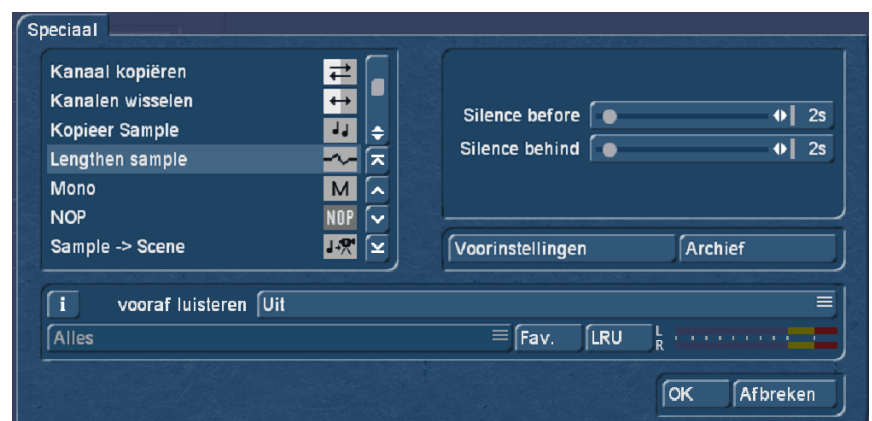 Speciaal
Kanaal kopiëren
Kanalen wisselen
Kopieer Sample
Lengthen sample
Mono M
NOP NOP
Sample -> Scene
Silence before 2s
Silence behind 2s
Voorinstellingen Archief
i vooraf luisteren Uit
Alles Fav. LRU L
R
OK Afbreken